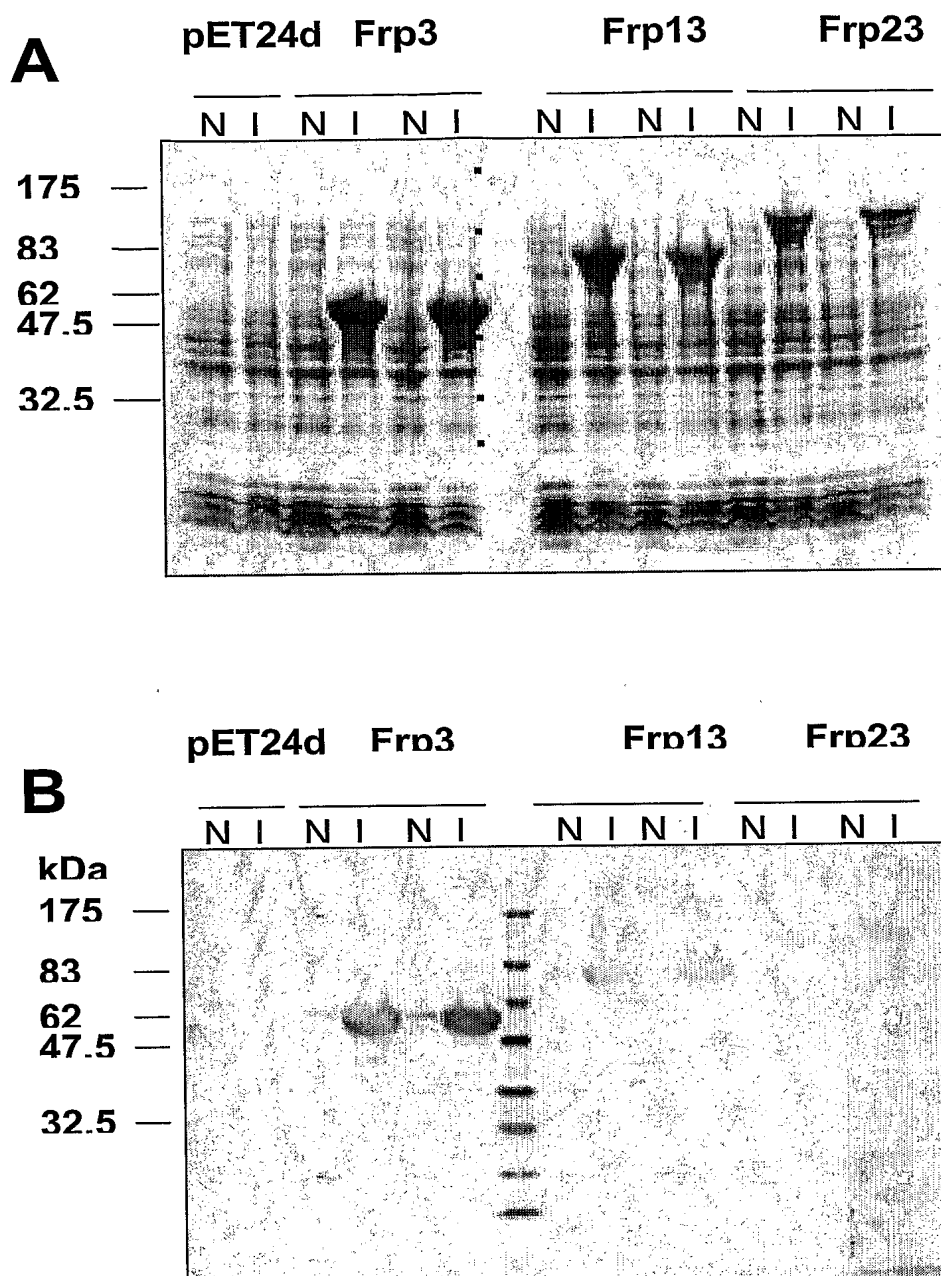 A
pET24d Frp3 Frp13 Frp23
N I N I N I N I N I N I N I
175
83
62
47.5
32.5
B
pET24d Frp3 Frp13 Frp23
N I N I N I N I N I N I N I
kDa
175
83
62
47.5
32.5